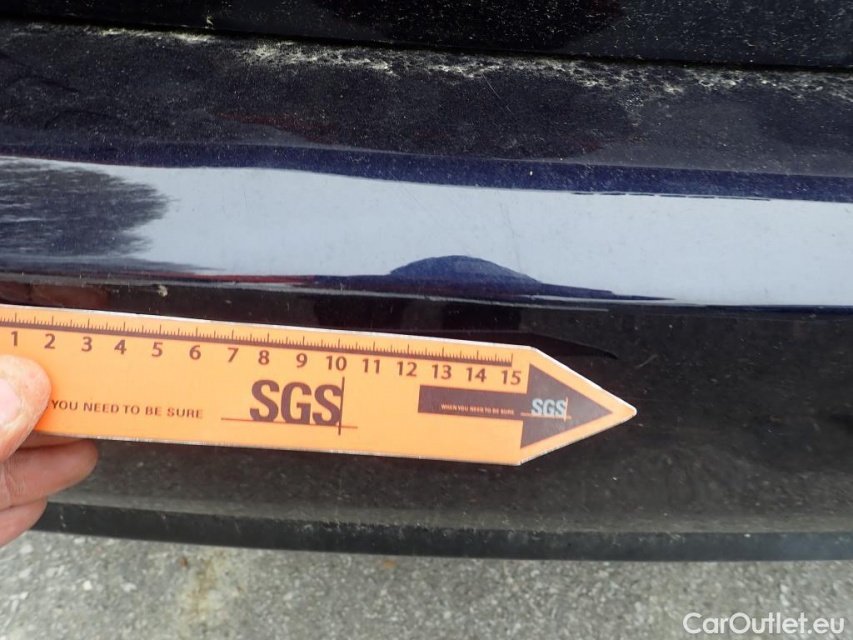 1 2 3 4 5 6 7 8 9 10 11 12 13 14 15
YOU NEED TO BE SURE
SGS
WHEN YOU NEED TO BE SURE
SGS
CarOutlet.eu